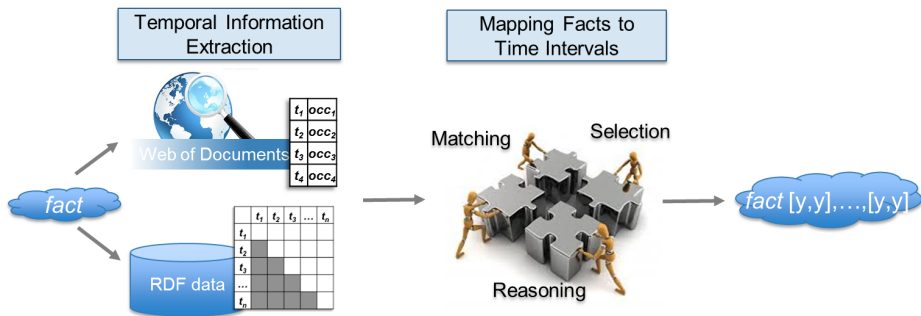 Temporal Information
Extraction
Mapping Facts to
Time Intervals
t1 occ1
t2 occ2
t3 occ3
t4 occ4
Web of Documents
Matching
Selection
Reasoning
fact
fact [y,y],…,[y,y]
RDF data
t1 t2 t3 … tn
t1
t2
t3
…
tn